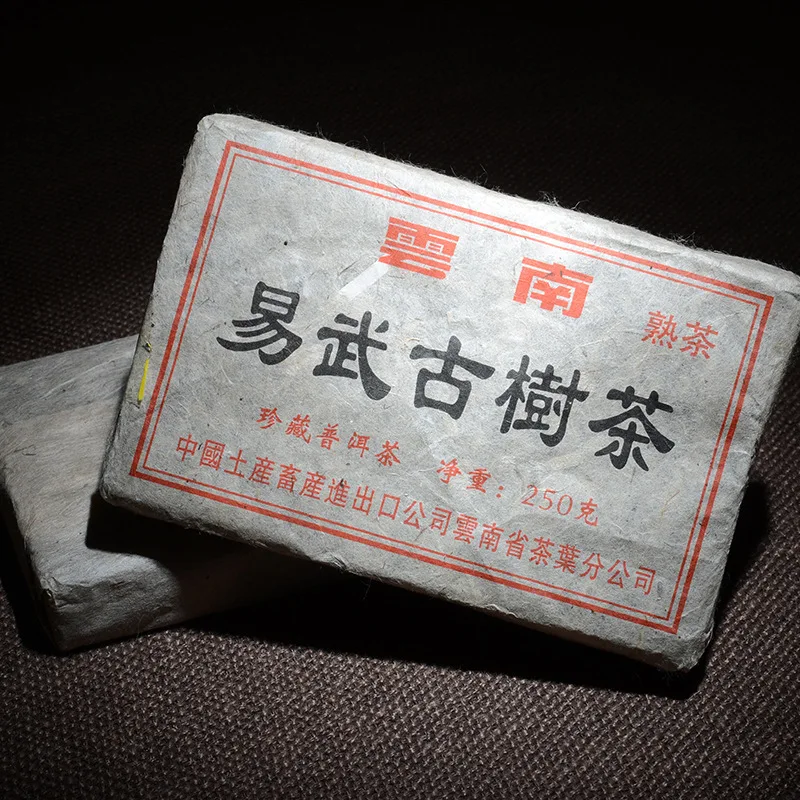 雲南
熟茶
易武古樹茶
珍藏普洱茶 净重：250克
中國土産畜産進出口公司雲南省茶葉分公司